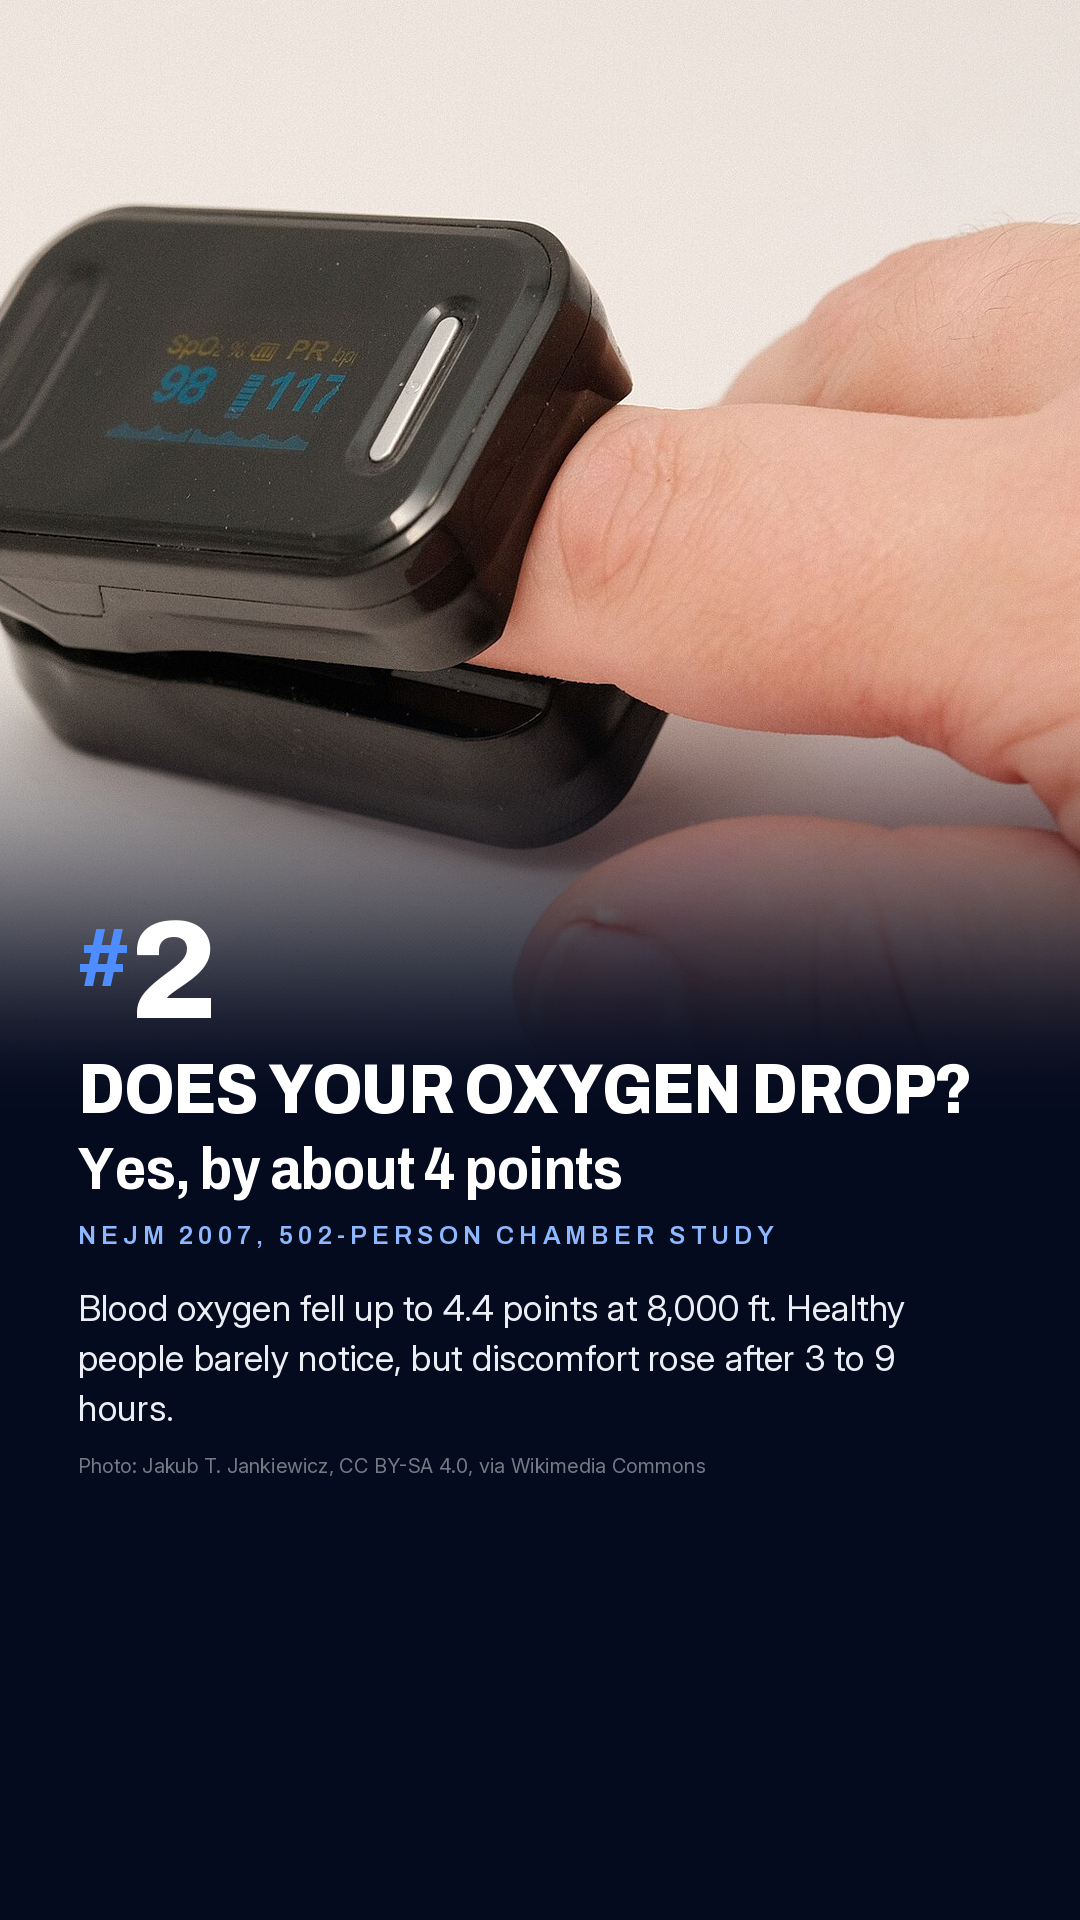 SpO2 % PR bpm
98 117
#2
DOES YOUR OXYGEN DROP?
Yes, by about 4 points
NEJM 2007, 502-PERSON CHAMBER STUDY
Blood oxygen fell up to 4.4 points at 8,000 ft. Healthy
people barely notice, but discomfort rose after 3 to 9
hours.
Photo: Jakub T. Jankiewicz, CC BY-SA 4.0, via Wikimedia Commons